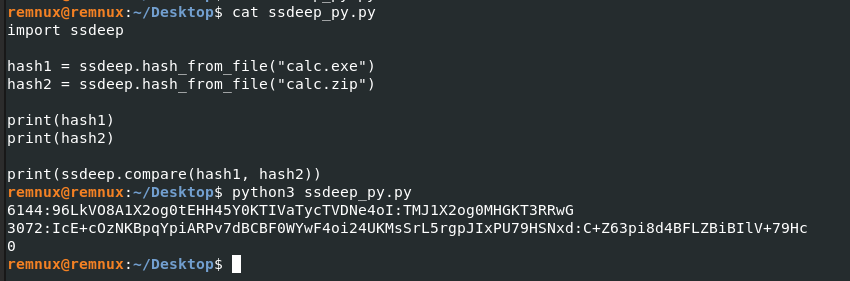 remnux@remnux:~/Desktop$ cat ssdeep_py.py
import ssdeep
hash1 = ssdeep.hash_from_file("calc.exe")
hash2 = ssdeep.hash_from_file("calc.zip")
print(hash1)
print(hash2)
print(ssdeep.compare(hash1, hash2))
remnux@remnux:~/Desktop$ python3 ssdeep_py.py
6144:96LkVO8A1X2og0tEHH45Y0KTIVaTycTVDNe4oI:TMJ1X2og0MHGKT3RRwG
3072:IcE+cOzNKBpqYpiARPv7dBCBF0WYwF4oi24UKMsSrL5rgpJIxPU79HSNxd:C+Z63pi8d4BFLZBiBIlV+79Hc
0
remnux@remnux:~/Desktop$